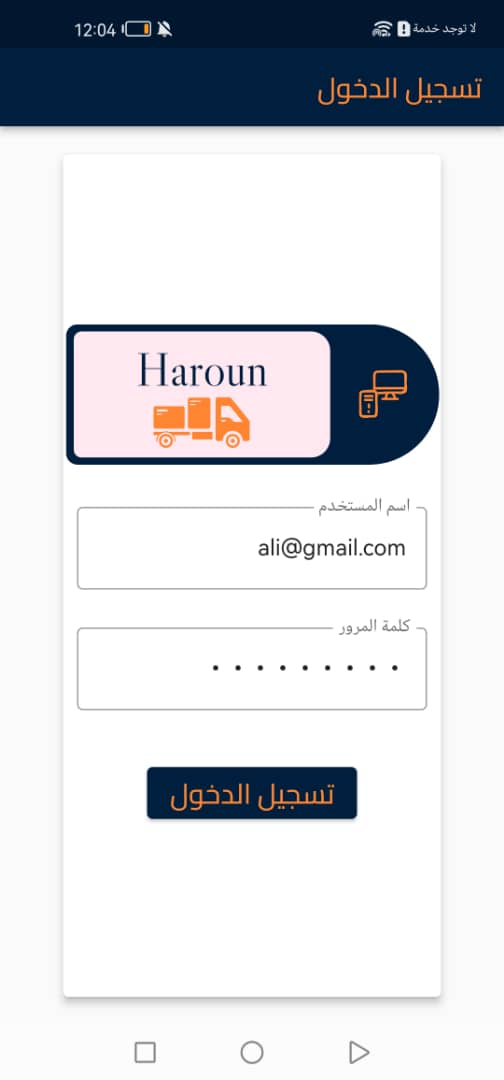 12:04
لا توجد خدمة
تسجيل الدخول
Haroun
اسم المستخدم
ali@gmail.com
كلمة المرور
• • • • • • • • •
تسجيل الدخول